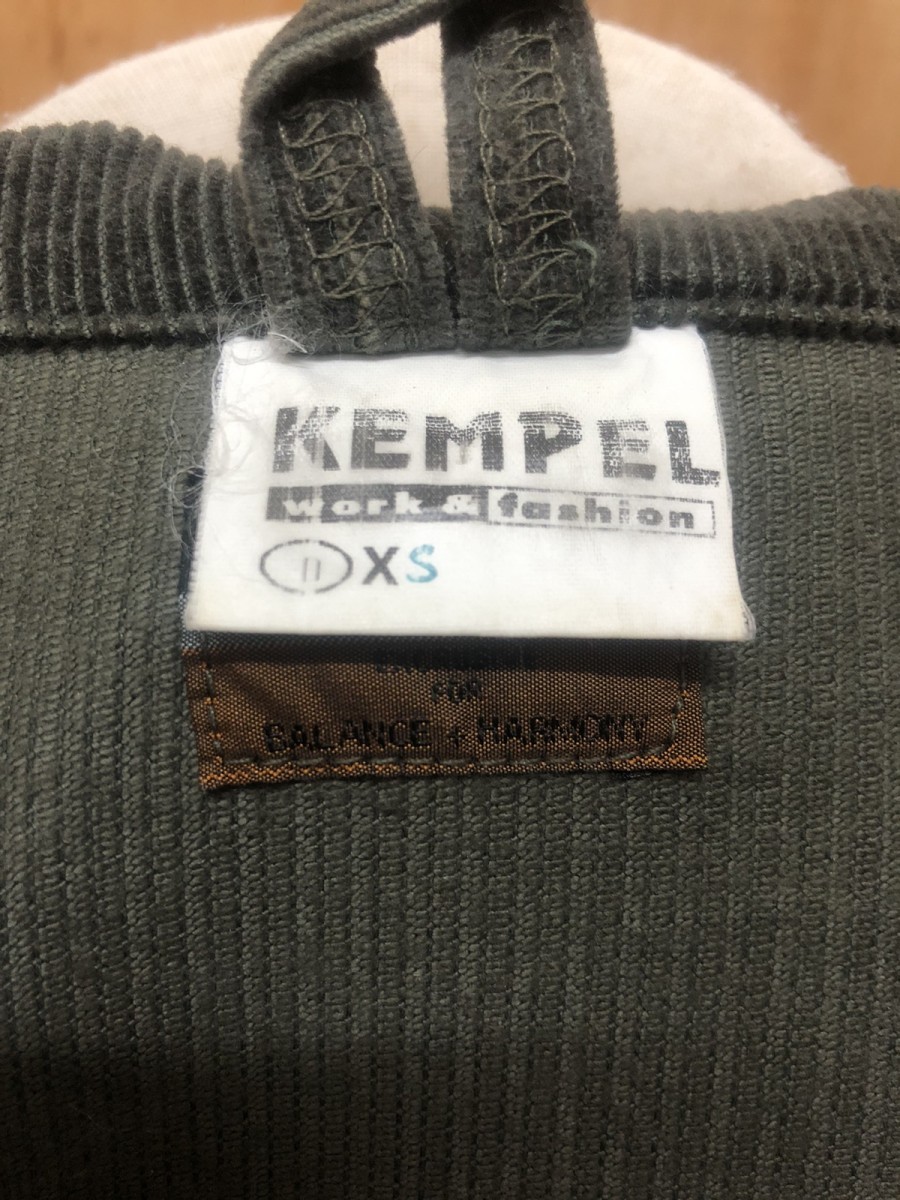 KEMPEL
work & fashion
XS
FOR
BALANCE + HARMONY